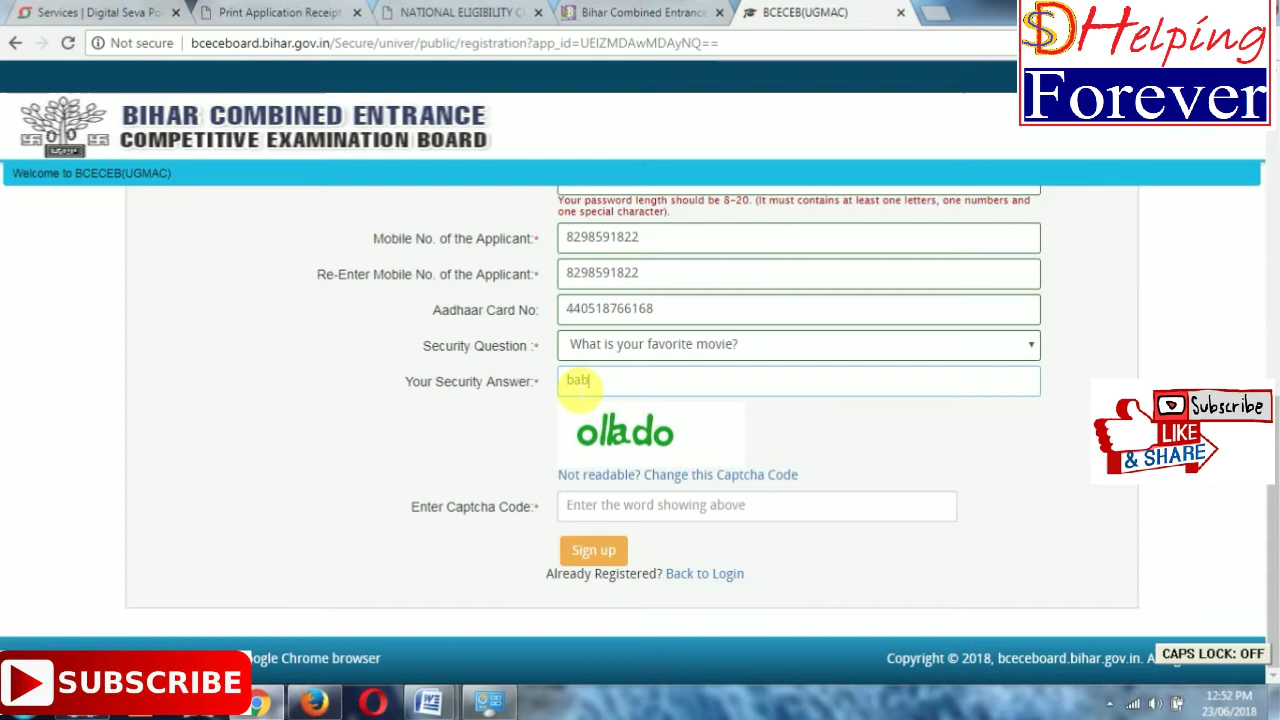 Services | Digital Seva Po
Print Application Receipt
NATIONAL ELIGIBILITY C
Bihar Combined Entrance
BCECEB(UGMAC)
Not secure
bceceboard.bihar.gov.in/Secure/univer/public/registration?app_id=UEIZMDAwMDAyNQ==
SD Helping
Forever
BIHAR COMBINED ENTRANCE
COMPETITIVE EXAMINATION BOARD
Welcome to BCECEB(UGMAC)
Your password length should be 8-20. (It must contains at least one letters, one numbers and
one special character).
Mobile No. of the Applicant:* 8298591822
Re-Enter Mobile No. of the Applicant:* 8298591822
Aadhaar Card No: 440518766168
Security Question :* What is your favorite movie?
Your Security Answer:* bab
ollado
Subscribe
LIKE
& SHARE
Not readable? Change this Captcha Code
Enter Captcha Code:* Enter the word showing above
Sign up
Already Registered? Back to Login
ogle Chrome browser
Copyright © 2018, bceceboard.bihar.gov.in. A
CAPS LOCK: OFF
SUBSCRIBE
12:52 PM
23/06/2018